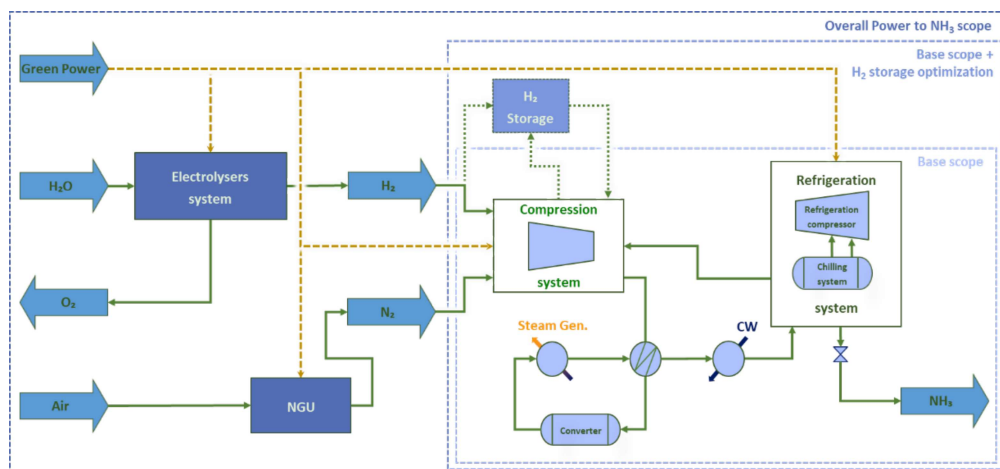 Overall Power to NH₃ scope
Green Power
Base scope +
H₂ storage optimization
H₂
Storage
Base scope
H₂O
Electrolysers
system
H₂
Compression
system
Refrigeration
Refrigeration
compressor
Chilling
system
system
O₂
N₂
Steam Gen.
CW
Air
NGU
Converter
NH₃